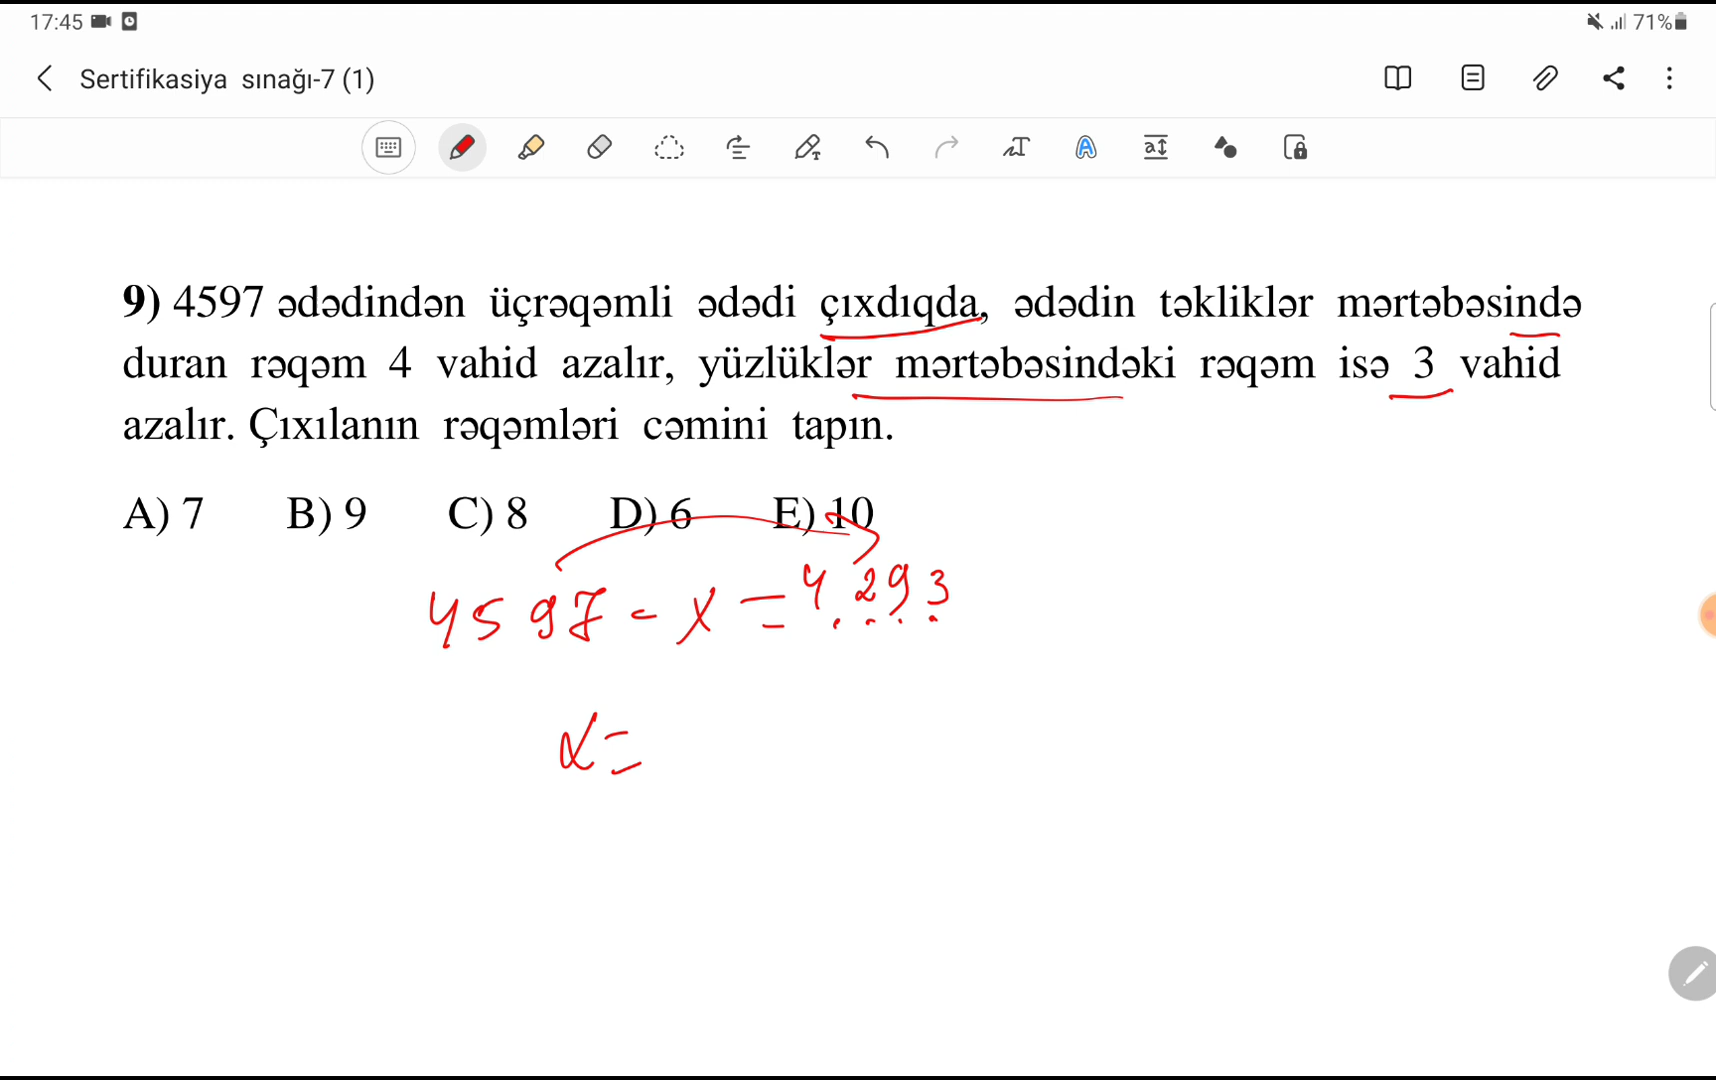 17:45
71%
Sertifikasiya sınağı-7 (1)
9) 4597 ədədindən üçrəqəmli ədədi çıxdıqda, ədədin təkliklər mərtəbəsində
duran rəqəm 4 vahid azalır, yüzlüklər mərtəbəsindəki rəqəm isə 3 vahid
azalır. Çıxılanın rəqəmləri cəmini tapın.
A) 7 B) 9 C) 8 D) 6 E) 10
4597 - x = 4293
x =